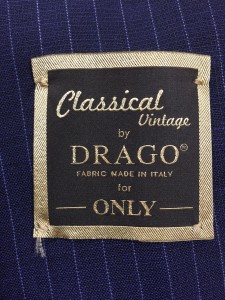 Classical
Vintage
by
DRAGO®
FABRIC MADE IN ITALY
for
ONLY